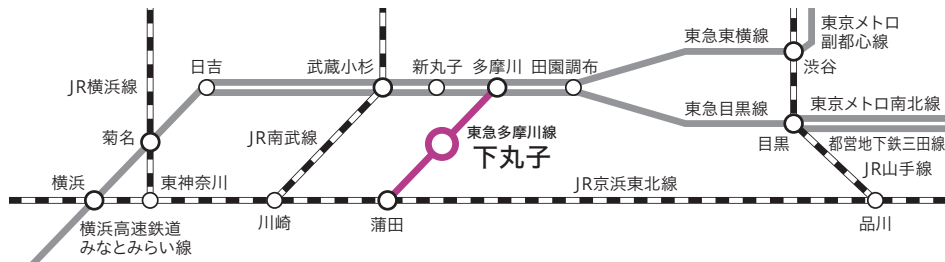 東京メトロ
副都心線
東急東横線
渋谷
日吉
武蔵小杉
新丸子
多摩川
田園調布
JR横浜線
東急目黒線
東京メトロ南北線
菊名
JR南武線
東急多摩川線
下丸子
目黒
都営地下鉄三田線
JR山手線
横浜
東神奈川
JR京浜東北線
横浜高速鉄道
みなとみらい線
川崎
蒲田
品川